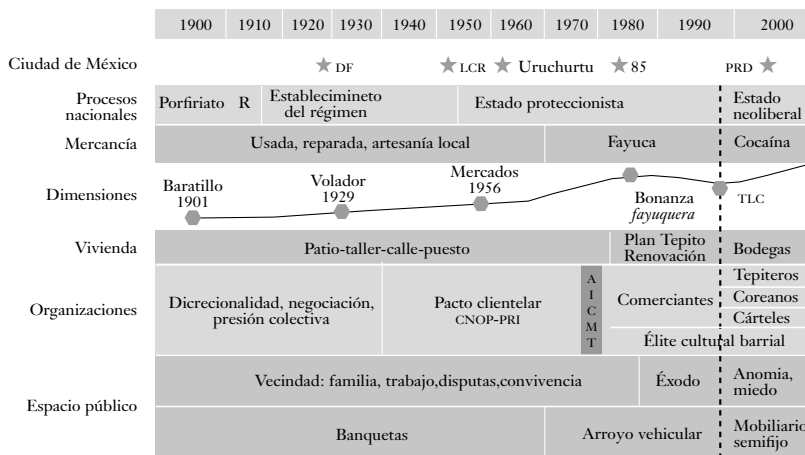 1900 1910 1920 1930 1940 1950 1960 1970 1980 1990 2000
Ciudad de México
DF LCR Uruchurtu 85 PRD
Procesos
nacionales
Porfiriato R
Establecimineto
del régimen
Estado proteccionista
Estado
neoliberal
Mercancía
Usada, reparada, artesanía local
Fayuca
Cocaína
Dimensiones
Baratillo
1901
Volador
1929
Mercados
1956
Bonanza
fayuquera
TLC
Vivienda
Patio-taller-calle-puesto
Plan Tepito
Renovación
Bodegas
Organizaciones
Dicrecionalidad, negociación,
presión colectiva
Pacto clientelar
CNOP-PRI
A
I
C
M
T
Comerciantes
Tepiteros
Coreanos
Cárteles
Élite cultural barrial
Espacio público
Vecindad: familia, trabajo,disputas,convivencia
Éxodo
Anomia,
miedo
Banquetas
Arroyo vehicular
Mobiliario
semifijo